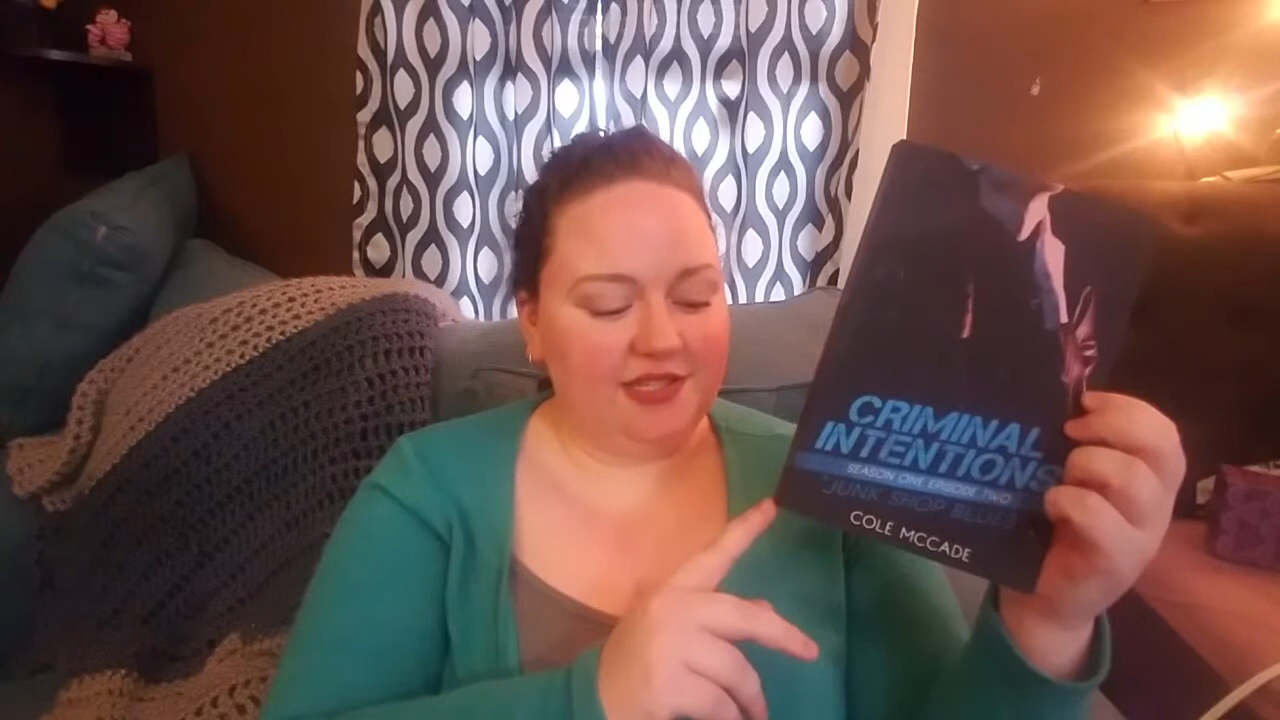 CRIMINAL
INTENTIONS
SEASON ONE EPISODE TWO
"JUNK SHOP BLUES"
COLE MCCADE